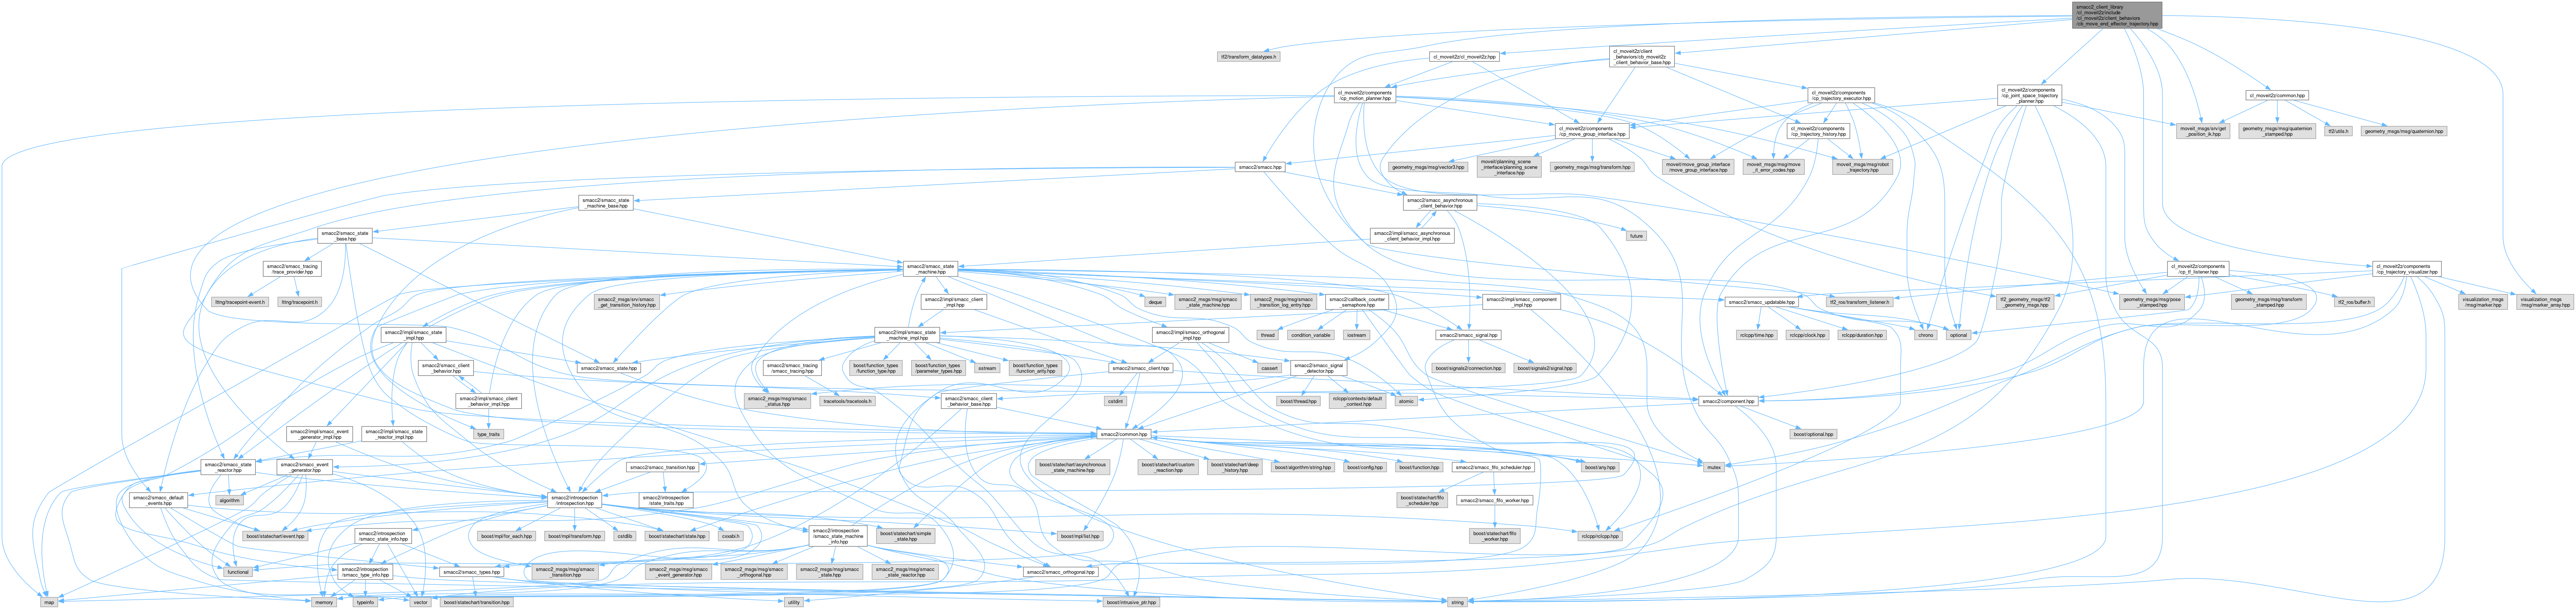 smacc2_client_library
/cl_moveit2z/include
/cl_moveit2z/client_behaviors
/cb_move_end_effector_trajectory.hpp
tf2/transform_datatypes.h
cl_moveit2z/cl_moveit2z.hpp
cl_moveit2z/client
_behaviors/cb_moveit2z
_client_behavior_base.hpp
cl_moveit2z/components
/cp_motion_planner.hpp
cl_moveit2z/components
/cp_trajectory_executor.hpp
cl_moveit2z/components
/cp_joint_space_trajectory
_planner.hpp
cl_moveit2z/common.hpp
cl_moveit2z/components
/cp_move_group_interface.hpp
cl_moveit2z/components
/cp_trajectory_history.hpp
moveit_msgs/srv/get
_position_ik.hpp
geometry_msgs/msg/quaternion
_stamped.hpp
tf2/utils.h
geometry_msgs/msg/quaternion.hpp
smacc2/smacc.hpp
geometry_msgs/msg/vector3.hpp
moveit/planning_scene
_interface/planning_scene
_interface.hpp
geometry_msgs/msg/transform.hpp
moveit/move_group_interface
/move_group_interface.hpp
moveit_msgs/msg/move
_it_error_codes.hpp
moveit_msgs/msg/robot
_trajectory.hpp
smacc2/smacc_state
_machine_base.hpp
smacc2/smacc_asynchronous
_client_behavior.hpp
smacc2/smacc_state
_base.hpp
smacc2/impl/smacc_asynchronous
_client_behavior_impl.hpp
future
smacc2/smacc_tracing
/trace_provider.hpp
smacc2/smacc_state
_machine.hpp
cl_moveit2z/components
/cp_tf_listener.hpp
cl_moveit2z/components
/cp_trajectory_visualizer.hpp
lttng/tracepoint-event.h
lttng/tracepoint.h
smacc2_msgs/srv/smacc
_get_transition_history.hpp
smacc2/impl/smacc_client
_impl.hpp
deque
smacc2_msgs/msg/smacc
_state_machine.hpp
smacc2_msgs/msg/smacc
_transition_log_entry.hpp
smacc2/callback_counter
_semaphore.hpp
smacc2/impl/smacc_component
_impl.hpp
smacc2/smacc_updatable.hpp
tf2_ros/transform_listener.h
tf2_geometry_msgs/tf2
_geometry_msgs.hpp
geometry_msgs/msg/pose
_stamped.hpp
geometry_msgs/msg/transform
_stamped.hpp
tf2_ros/buffer.h
visualization_msgs
/msg/marker.hpp
visualization_msgs
/msg/marker_array.hpp
smacc2/impl/smacc_state
_impl.hpp
smacc2/impl/smacc_state
_machine_impl.hpp
smacc2/impl/smacc_orthogonal
_impl.hpp
thread
condition_variable
iostream
smacc2/smacc_signal.hpp
rclcpp/time.hpp
rclcpp/clock.hpp
rclcpp/duration.hpp
chrono
optional
smacc2/smacc_client
_behavior.hpp
smacc2/smacc_state.hpp
smacc2/smacc_tracing
/smacc_tracing.hpp
boost/function_types
/function_type.hpp
boost/function_types
/parameter_types.hpp
sstream
boost/function_types
/function_arity.hpp
smacc2/smacc_client.hpp
cassert
smacc2/smacc_signal
_detector.hpp
boost/signals2/connection.hpp
boost/signals2/signal.hpp
smacc2/impl/smacc_client
_behavior_impl.hpp
smacc2_msgs/msg/smacc
_status.hpp
tracetools/tracetools.h
smacc2/smacc_client
_behavior_base.hpp
cstdint
boost/thread.hpp
rclcpp/contexts/default
_context.hpp
atomic
smacc2/component.hpp
smacc2/impl/smacc_event
_generator_impl.hpp
smacc2/impl/smacc_state
_reactor_impl.hpp
type_traits
smacc2/common.hpp
boost/optional.hpp
smacc2/smacc_state
_reactor.hpp
smacc2/smacc_event
_generator.hpp
smacc2/smacc_transition.hpp
boost/statechart/asynchronous
_state_machine.hpp
boost/statechart/custom
_reaction.hpp
boost/statechart/deep
_history.hpp
boost/algorithm/string.hpp
boost/config.hpp
boost/function.hpp
smacc2/smacc_fifo_scheduler.hpp
boost/any.hpp
mutex
smacc2/smacc_default
_events.hpp
algorithm
smacc2/introspection
/introspection.hpp
smacc2/introspection
/state_traits.hpp
boost/statechart/fifo
_scheduler.hpp
smacc2/smacc_fifo_worker.hpp
boost/statechart/event.hpp
smacc2/introspection
/smacc_state_info.hpp
boost/mpl/for_each.hpp
boost/mpl/transform.hpp
cstdlib
boost/statechart/state.hpp
cxxabi.h
smacc2/introspection
/smacc_state_machine
_info.hpp
boost/statechart/simple
_state.hpp
boost/mpl/list.hpp
boost/statechart/fifo
_worker.hpp
rclcpp/rclcpp.hpp
functional
smacc2/introspection
/smacc_type_info.hpp
smacc2/smacc_types.hpp
smacc2_msgs/msg/smacc
_transition.hpp
smacc2_msgs/msg/smacc
_event_generator.hpp
smacc2_msgs/msg/smacc
_orthogonal.hpp
smacc2_msgs/msg/smacc
_state.hpp
smacc2_msgs/msg/smacc
_state_reactor.hpp
smacc2/smacc_orthogonal.hpp
map
memory
typeinfo
vector
boost/statechart/transition.hpp
utility
boost/intrusive_ptr.hpp
string